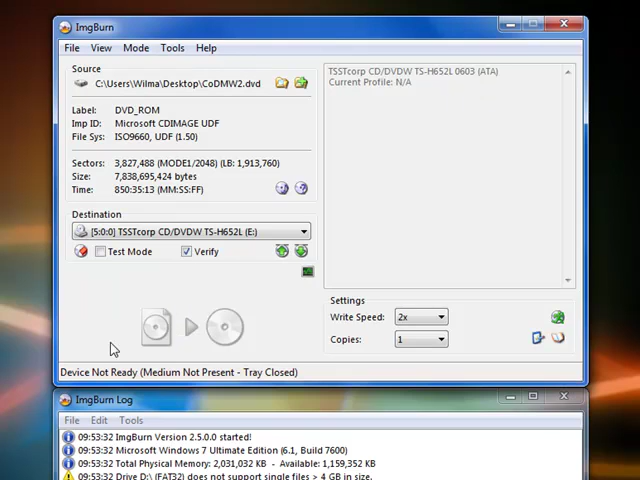 ImgBurn
File View Mode Tools Help
Source
C:\Users\Wilma\Desktop\CoDMW2.dvd
Label: DVD_ROM
Imp ID: Microsoft CDIMAGE UDF
File Sys: ISO9660, UDF (1.50)
Sectors: 3,827,488 (MODE1/2048) (LB: 1,913,760)
Size: 7,838,695,424 bytes
Time: 850:35:13 (MM:SS:FF)
Destination
[5:0:0] TSSTcorp CD/DVDW TS-H652L (E:)
Test Mode Verify
TSSTcorp CD/DVDW TS-H652L 0603 (ATA)
Current Profile: N/A
Settings
Write Speed: 2x
Copies: 1
Device Not Ready (Medium Not Present - Tray Closed)
ImgBurn Log
File Edit Tools
09:53:32 ImgBurn Version 2.5.0.0 started!
09:53:32 Microsoft Windows 7 Ultimate Edition (6.1, Build 7600)
09:53:32 Total Physical Memory: 2,031,032 KB - Available: 1,159,352 KB
09:53:32 Drive D:\ (FAT32) does not support single files > 4 GB in size.